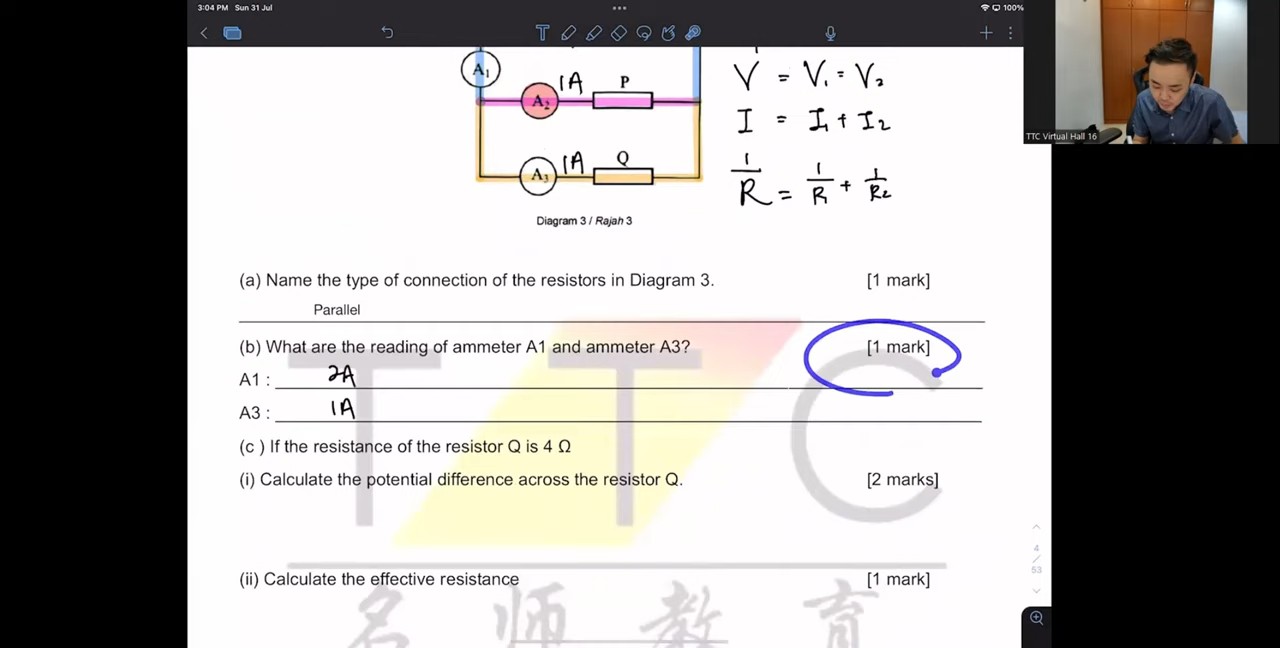 3:04 PM Sun 31 Jul
100%
TTC Virtual Hall 16
A1
V = V1 = V2
A2 1A P
I = I1 + I2
A3 1A Q
1/R = 1/R1 + 1/R2
Diagram 3 / Rajah 3
(a) Name the type of connection of the resistors in Diagram 3. [1 mark]
Parallel
(b) What are the reading of ammeter A1 and ammeter A3? [1 mark]
A1 : 2A
A3 : 1A
(c ) If the resistance of the resistor Q is 4 Ω
(i) Calculate the potential difference across the resistor Q. [2 marks]
(ii) Calculate the effective resistance [1 mark]
TTC
名师教育
4
/
53